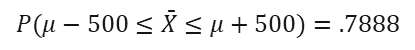 P(μ − 500 ≤ X̄ ≤ μ + 500) = .7888